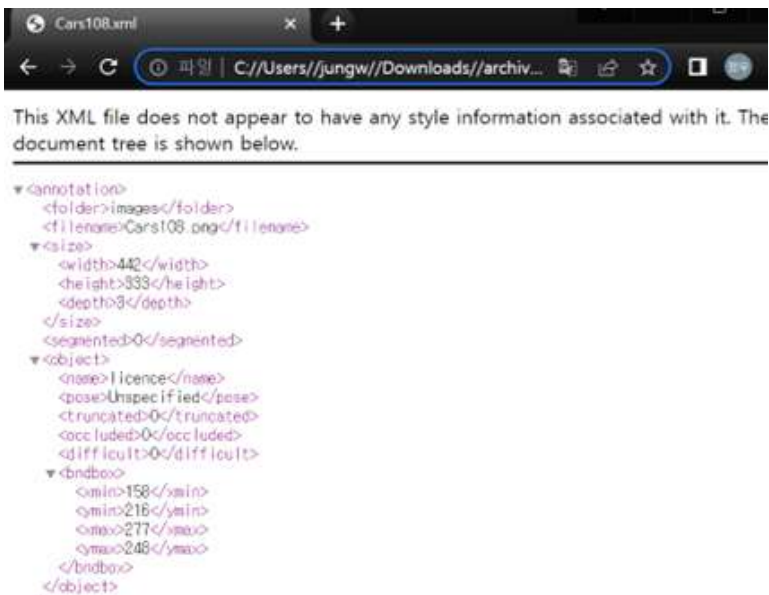 Cars108.xml
파일 | C://Users//jungw//Downloads//archiv...
This XML file does not appear to have any style information associated with it. The
document tree is shown below.
<annotation>
<folder>images</folder>
<filename>Cars108.png</filename>
<size>
<width>442</width>
<height>333</height>
<depth>3</depth>
</size>
<segmented>0</segmented>
<object>
<name>licence</name>
<pose>Unspecified</pose>
<truncated>0</truncated>
<occluded>0</occluded>
<difficult>0</difficult>
<bndbox>
<xmin>158</xmin>
<ymin>216</ymin>
<xmax>277</xmax>
<ymax>248</ymax>
</bndbox>
</object>